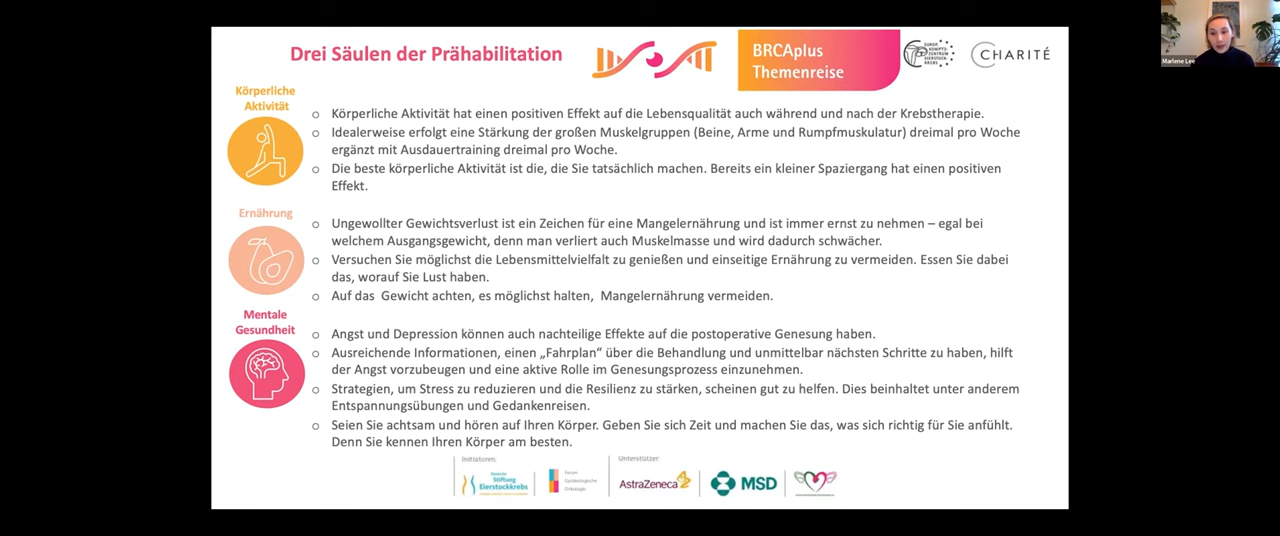 Drei Säulen der Prähabilitation
BRCAplus
Themenreise
EUROP.
KOMPETENZ-
ZENTRUM
EIERSTOCK-
KREBS
CHARITÉ
Marlene Lee
Körperliche
Aktivität
o Körperliche Aktivität hat einen positiven Effekt auf die Lebensqualität auch während und nach der Krebstherapie.
o Idealerweise erfolgt eine Stärkung der großen Muskelgruppen (Beine, Arme und Rumpfmuskulatur) dreimal pro Woche
ergänzt mit Ausdauertraining dreimal pro Woche.
o Die beste körperliche Aktivität ist die, die Sie tatsächlich machen. Bereits ein kleiner Spaziergang hat einen positiven
Effekt.
Ernährung
o Ungewollter Gewichtsverlust ist ein Zeichen für eine Mangelernährung und ist immer ernst zu nehmen – egal bei
welchem Ausgangsgewicht, denn man verliert auch Muskelmasse und wird dadurch schwächer.
o Versuchen Sie möglichst die Lebensmittelvielfalt zu genießen und einseitige Ernährung zu vermeiden. Essen Sie dabei
das, worauf Sie Lust haben.
o Auf das Gewicht achten, es möglichst halten, Mangelernährung vermeiden.
Mentale
Gesundheit
o Angst und Depression können auch nachteilige Effekte auf die postoperative Genesung haben.
o Ausreichende Informationen, einen „Fahrplan“ über die Behandlung und unmittelbar nächsten Schritte zu haben, hilft
der Angst vorzubeugen und eine aktive Rolle im Genesungsprozess einzunehmen.
o Strategien, um Stress zu reduzieren und die Resilienz zu stärken, scheinen gut zu helfen. Dies beinhaltet unter anderem
Entspannungsübungen und Gedankenreisen.
o Seien Sie achtsam und hören auf Ihren Körper. Geben Sie sich Zeit und machen Sie das, was sich richtig für Sie anfühlt.
Denn Sie kennen Ihren Körper am besten.
Initiatoren:
Deutsche
Stiftung
Eierstockkrebs
Forum
Gynäkologische
Onkologie
Unterstützer:
AstraZeneca
MSD